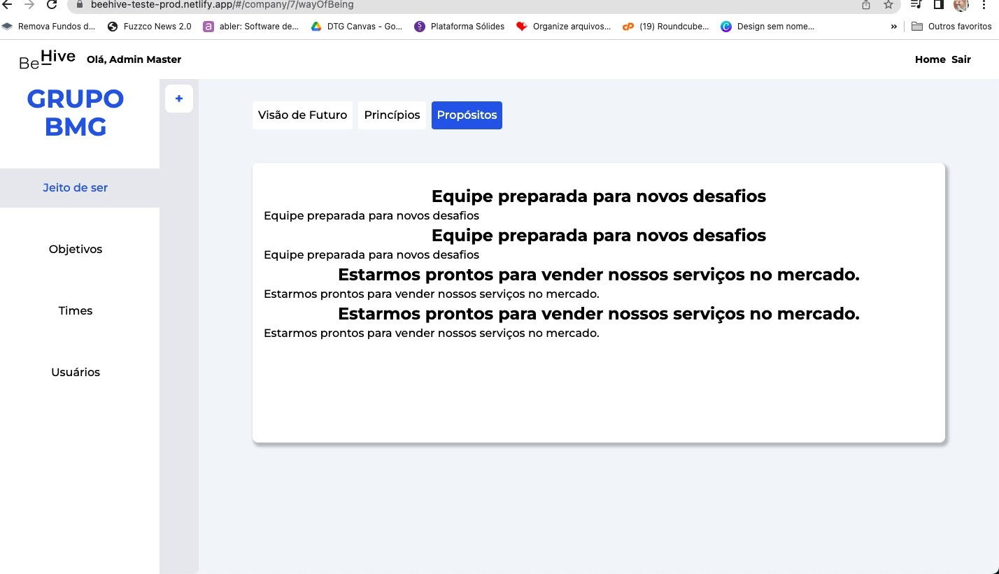 beehive-teste-prod.netlify.app/#/company/7/wayOfBeing
Remova Fundos d... Fuzzco News 2.0 a abler: Software de... DTG Canvas - Go... S Plataforma Sólides Organize arquivos... cP (19) Roundcube... C Design sem nome... » Outros favoritos
BeHive Olá, Admin Master Home Sair
GRUPO
BMG
+
Visão de Futuro Princípios Propósitos
Jeito de ser
Objetivos
Times
Usuários
Equipe preparada para novos desafios
Equipe preparada para novos desafios
Equipe preparada para novos desafios
Equipe preparada para novos desafios
Estarmos prontos para vender nossos serviços no mercado.
Estarmos prontos para vender nossos serviços no mercado.
Estarmos prontos para vender nossos serviços no mercado.
Estarmos prontos para vender nossos serviços no mercado.